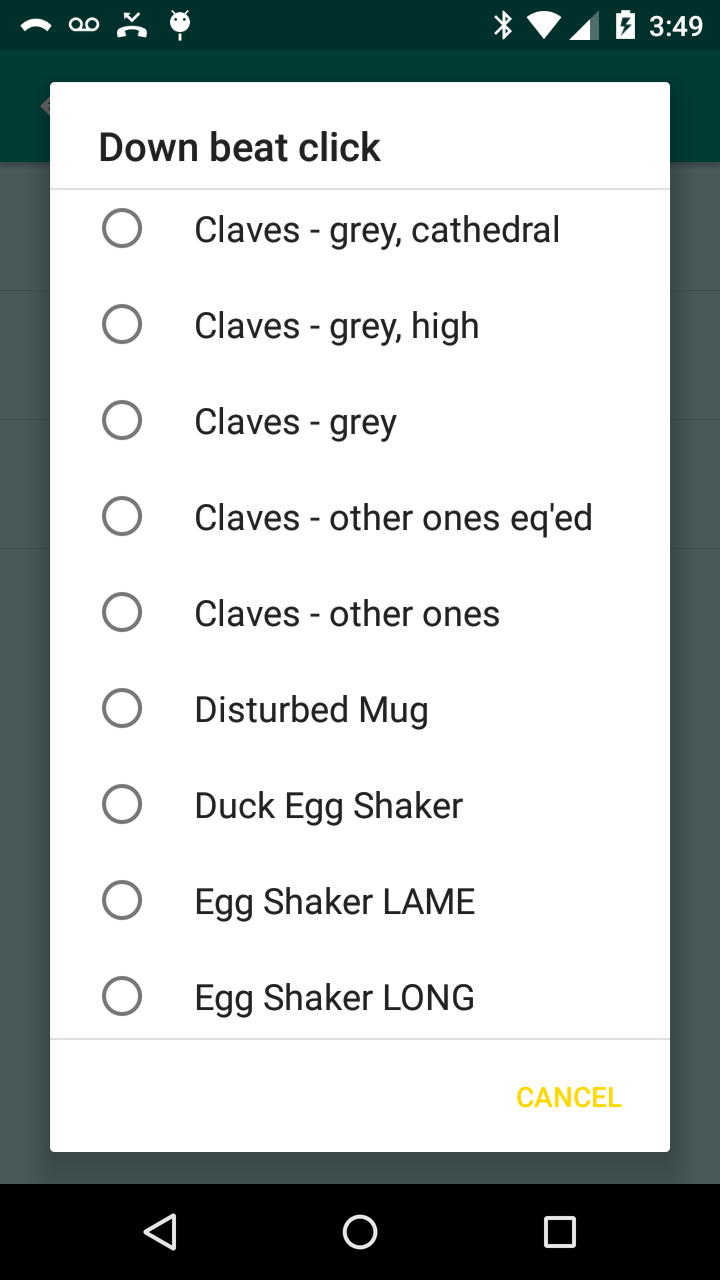 3:49
Down beat click
Claves - grey, cathedral
Claves - grey, high
Claves - grey
Claves - other ones eq'ed
Claves - other ones
Disturbed Mug
Duck Egg Shaker
Egg Shaker LAME
Egg Shaker LONG
CANCEL